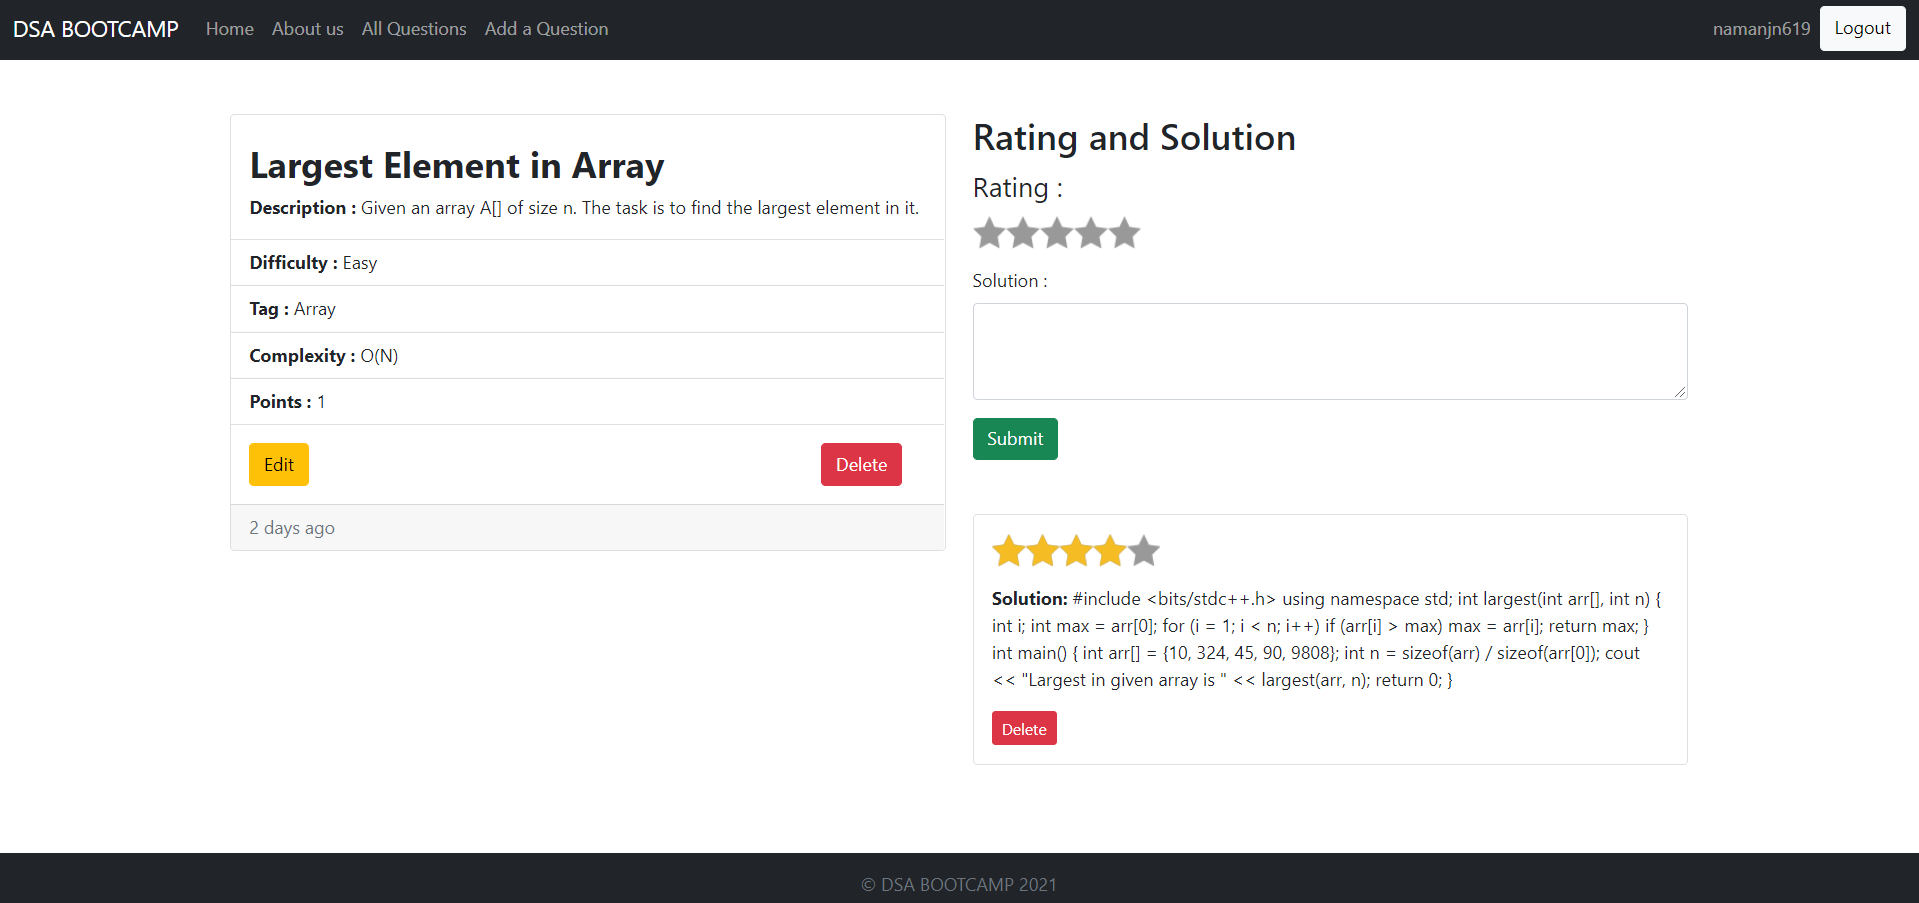 DSA BOOTCAMP Home About us All Questions Add a Question namanjn619 Logout
Largest Element in Array
Description : Given an array A[] of size n. The task is to find the largest element in it.
Difficulty : Easy
Tag : Array
Complexity : O(N)
Points : 1
Edit Delete
2 days ago
Rating and Solution
Rating :
Solution :
Submit
Solution: #include <bits/stdc++.h> using namespace std; int largest(int arr[], int n) {
int i; int max = arr[0]; for (i = 1; i < n; i++) if (arr[i] > max) max = arr[i]; return max; }
int main() { int arr[] = {10, 324, 45, 90, 9808}; int n = sizeof(arr) / sizeof(arr[0]); cout
<< "Largest in given array is " << largest(arr, n); return 0; }
Delete
© DSA BOOTCAMP 2021